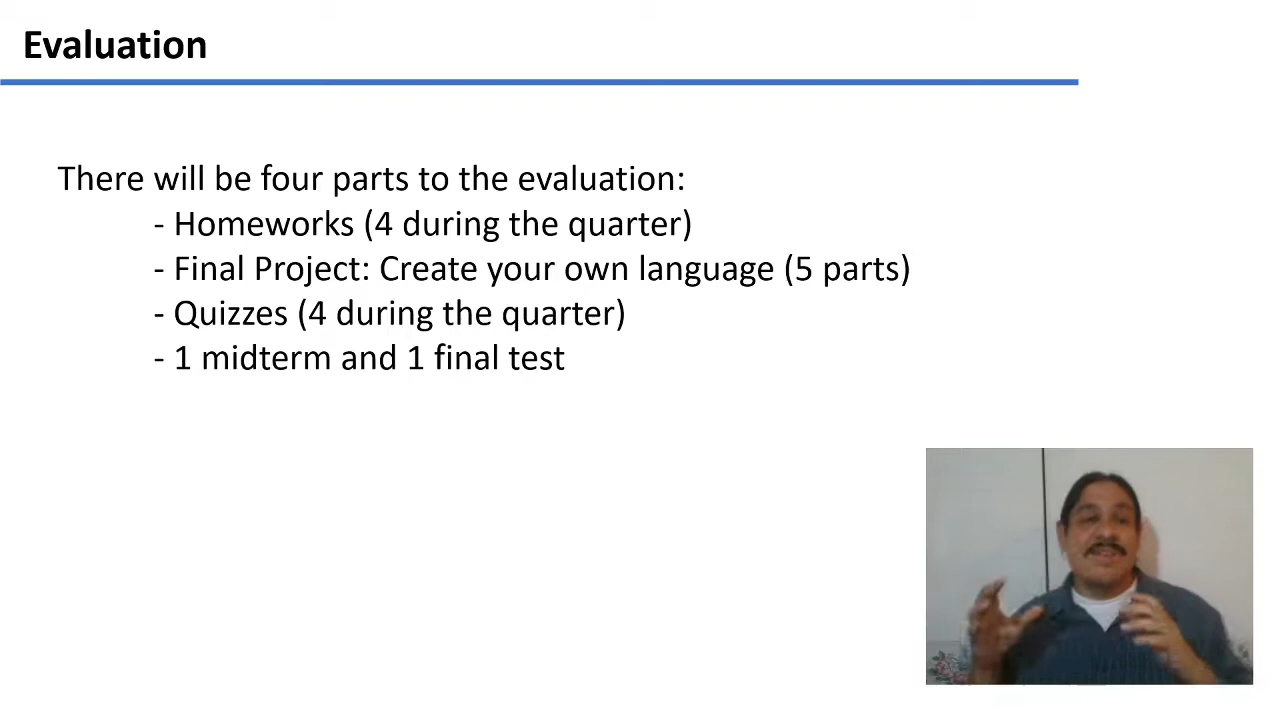 Evaluation
There will be four parts to the evaluation:
- Homeworks (4 during the quarter)
- Final Project: Create your own language (5 parts)
- Quizzes (4 during the quarter)
- 1 midterm and 1 final test